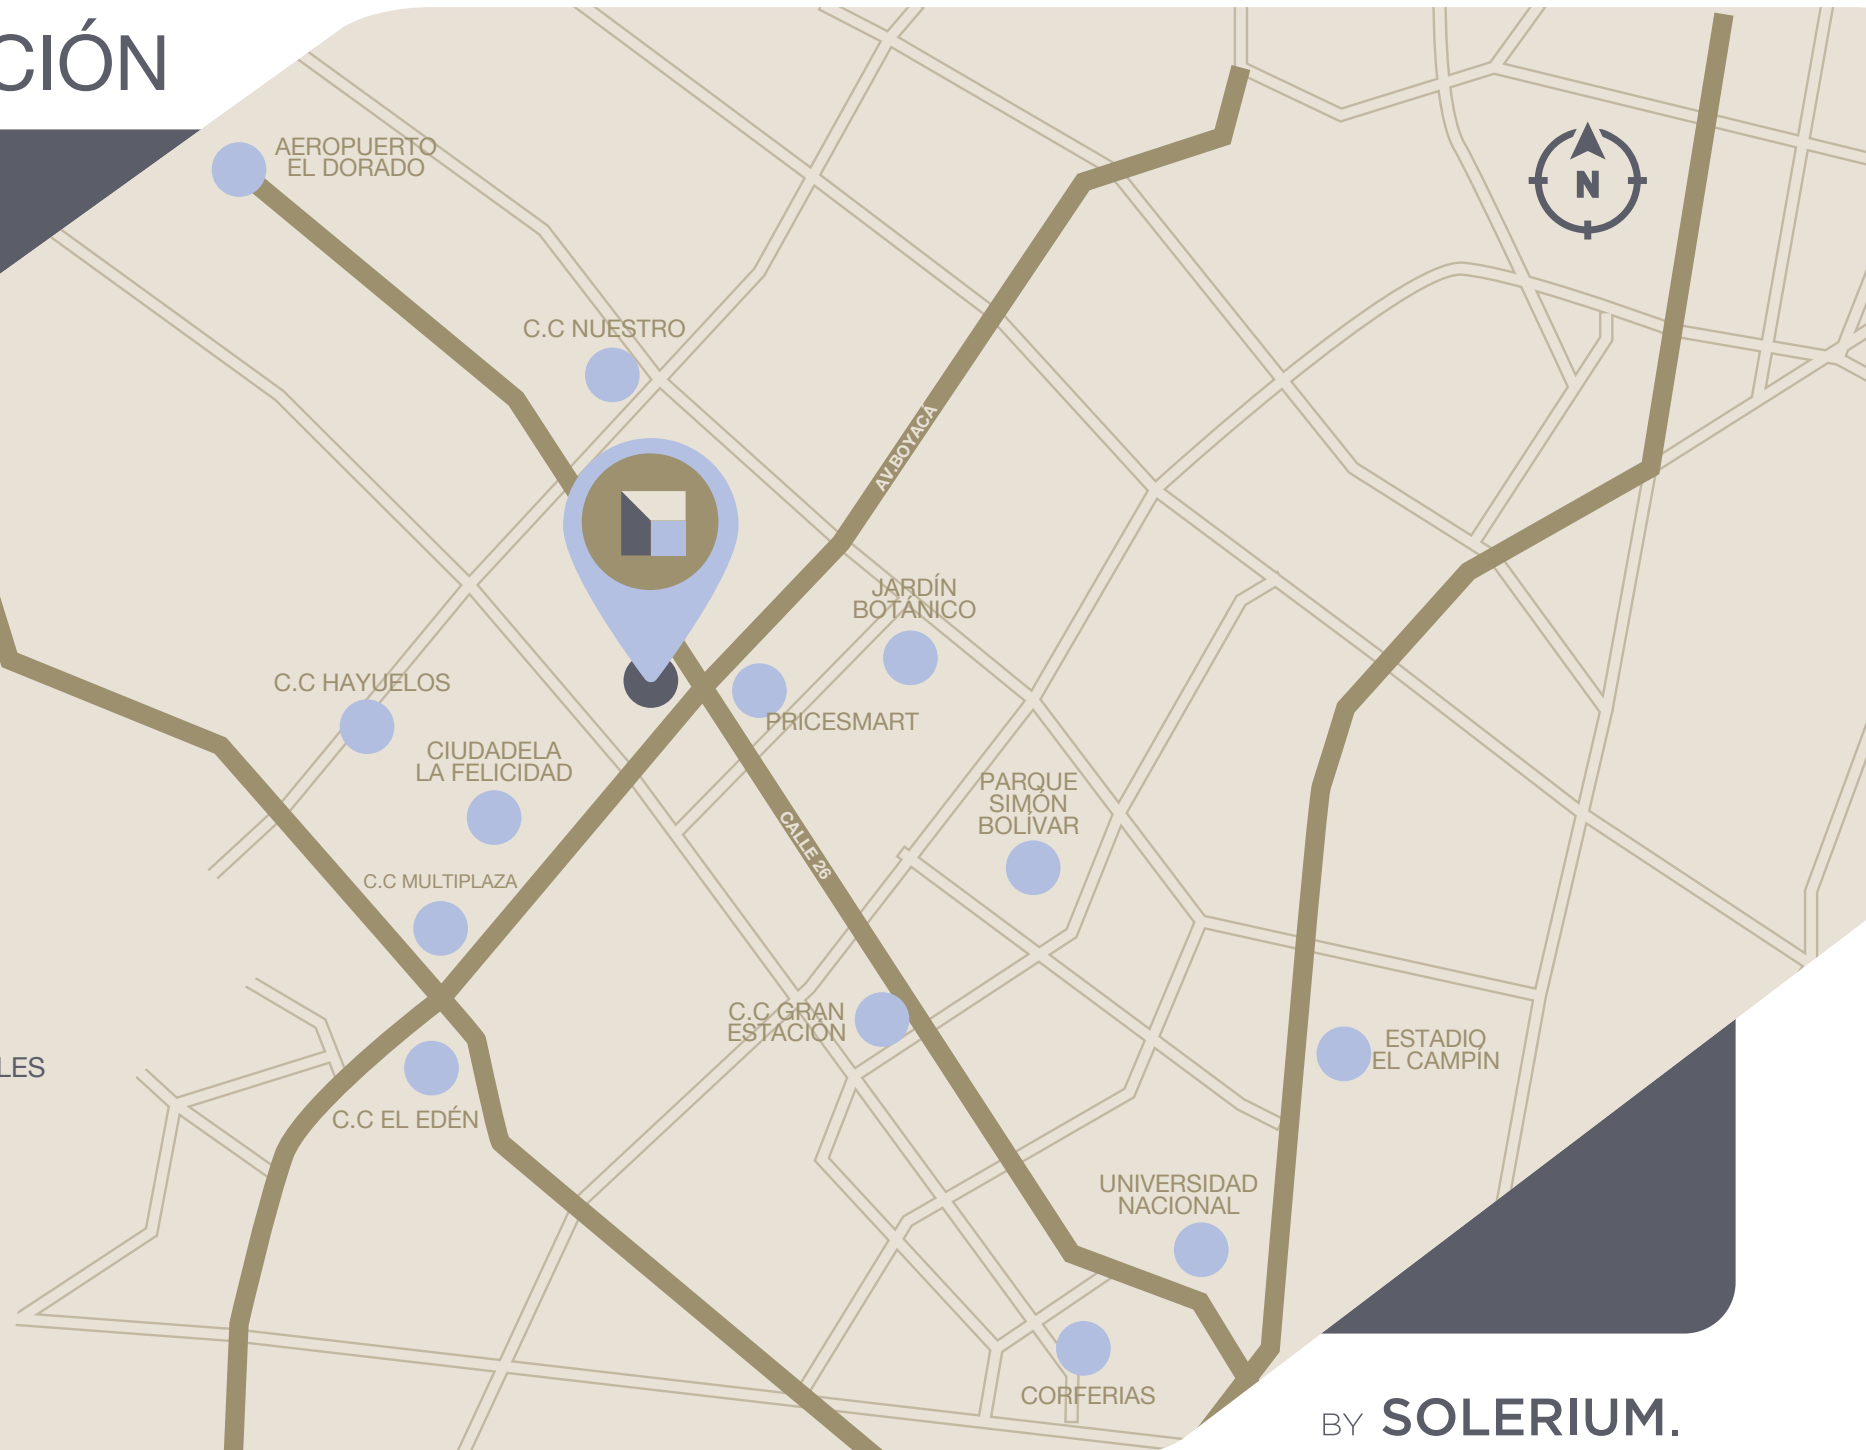 CIÓN
AEROPUERTO
EL DORADO
N
C.C NUESTRO
AV.BOYACÁ
JARDÍN
BOTÁNICO
C.C HAYUELOS
PRICESMART
CIUDADELA
LA FELICIDAD
PARQUE
SIMÓN
BOLÍVAR
CALLE 26
C.C MULTIPLAZA
C.C GRAN
ESTACIÓN
ESTADIO
EL CAMPÍN
LES
C.C EL EDÉN
UNIVERSIDAD
NACIONAL
CORFERIAS
BY SOLERIUM.